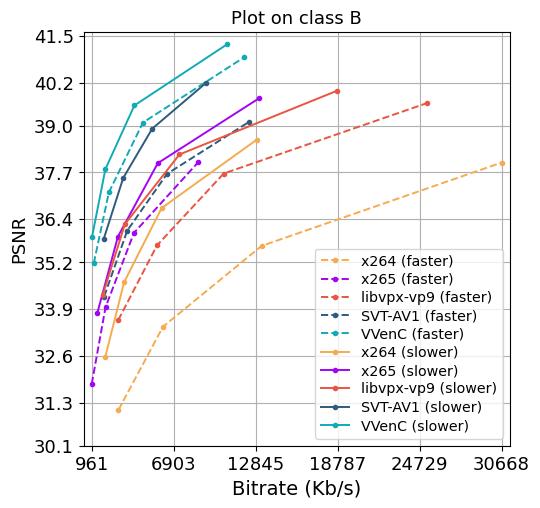 Plot on class B
41.5
40.2
39.0
37.7
36.4
35.2
33.9
32.6
31.3
30.1
PSNR
x264 (faster)
x265 (faster)
libvpx-vp9 (faster)
SVT-AV1 (faster)
VVenC (faster)
x264 (slower)
x265 (slower)
libvpx-vp9 (slower)
SVT-AV1 (slower)
VVenC (slower)
961 6903 12845 18787 24729 30668
Bitrate (Kb/s)